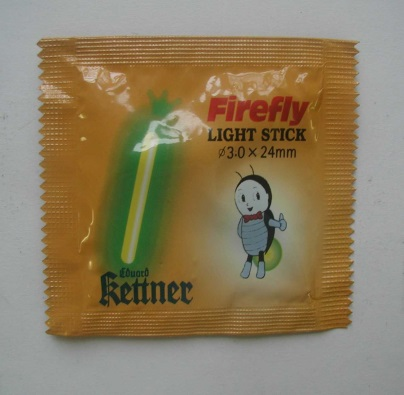 Firefly
LIGHT STICK
ø3.0×24mm
Eduard
Kettner